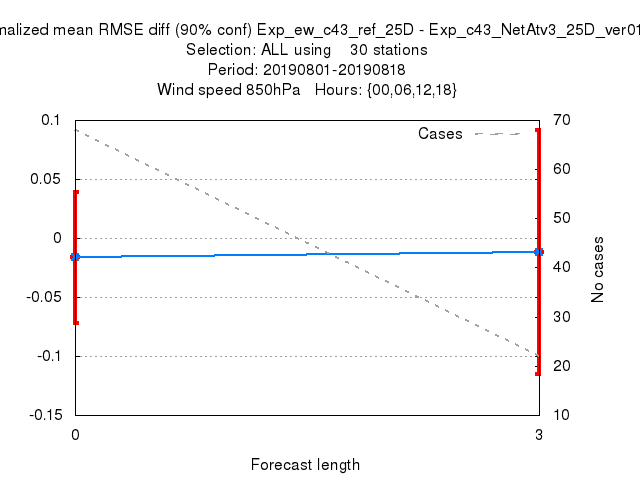 malized mean RMSE diff (90% conf) Exp_ew_c43_ref_25D - Exp_c43_NetAtv3_25D_ver01
Selection: ALL using 30 stations
Period: 20190801-20190818
Wind speed 850hPa Hours: {00,06,12,18}
Cases
0.1
0.05
0
-0.05
-0.1
-0.15
70
60
50
40
30
20
10
No cases
0
3
Forecast length